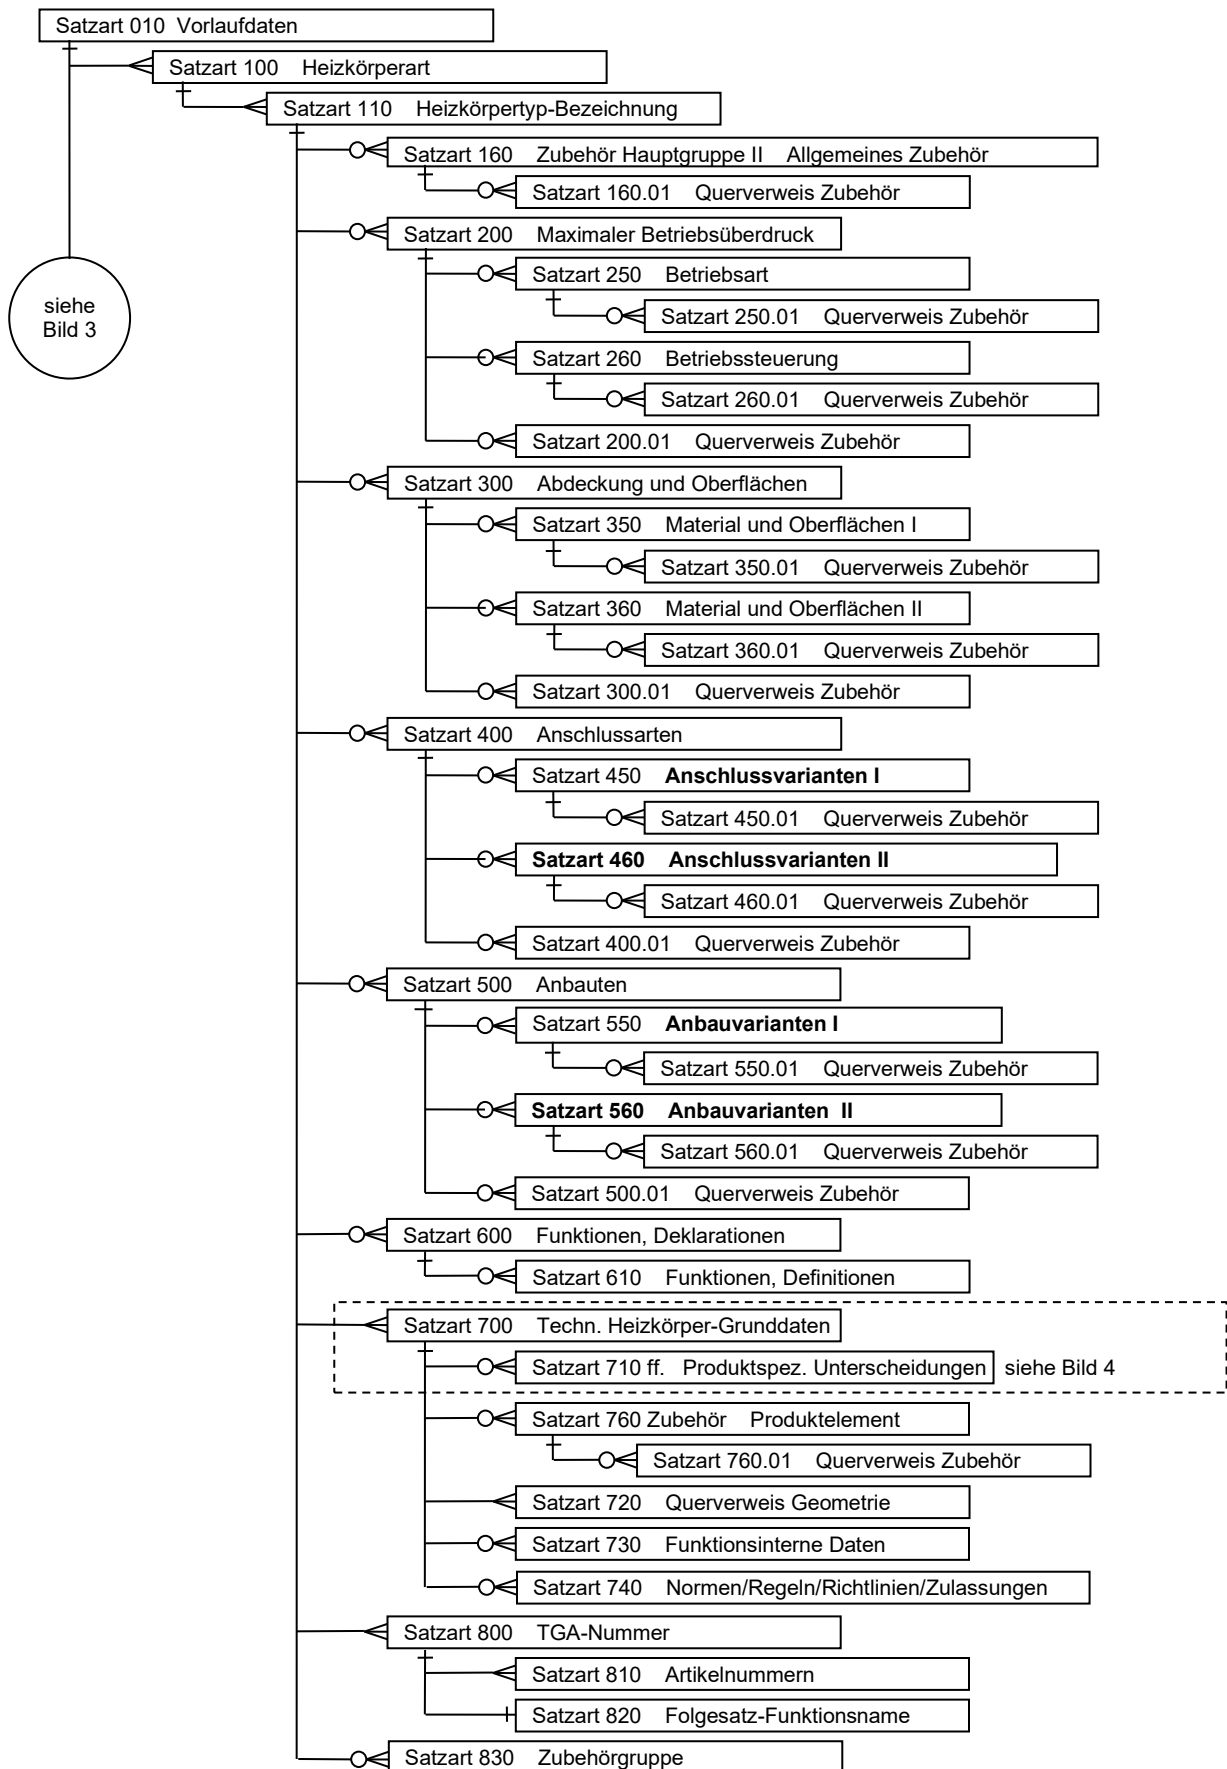 Satzart 010 Vorlaufdaten
Satzart 100 Heizkörperart
Satzart 110 Heizkörpertyp-Bezeichnung
Satzart 160 Zubehör Hauptgruppe II Allgemeines Zubehör
Satzart 160.01 Querverweis Zubehör
Satzart 200 Maximaler Betriebsüberdruck
Satzart 250 Betriebsart
siehe
Bild 3
Satzart 250.01 Querverweis Zubehör
Satzart 260 Betriebssteuerung
Satzart 260.01 Querverweis Zubehör
Satzart 200.01 Querverweis Zubehör
Satzart 300 Abdeckung und Oberflächen
Satzart 350 Material und Oberflächen I
Satzart 350.01 Querverweis Zubehör
Satzart 360 Material und Oberflächen II
Satzart 360.01 Querverweis Zubehör
Satzart 300.01 Querverweis Zubehör
Satzart 400 Anschlussarten
Satzart 450 Anschlussvarianten I
Satzart 450.01 Querverweis Zubehör
Satzart 460 Anschlussvarianten II
Satzart 460.01 Querverweis Zubehör
Satzart 400.01 Querverweis Zubehör
Satzart 500 Anbauten
Satzart 550 Anbauvarianten I
Satzart 550.01 Querverweis Zubehör
Satzart 560 Anbauvarianten II
Satzart 560.01 Querverweis Zubehör
Satzart 500.01 Querverweis Zubehör
Satzart 600 Funktionen, Deklarationen
Satzart 610 Funktionen, Definitionen
Satzart 700 Techn. Heizkörper-Grunddaten
Satzart 710 ff. Produktspez. Unterscheidungen siehe Bild 4
Satzart 760 Zubehör Produktelement
Satzart 760.01 Querverweis Zubehör
Satzart 720 Querverweis Geometrie
Satzart 730 Funktionsinterne Daten
Satzart 740 Normen/Regeln/Richtlinien/Zulassungen
Satzart 800 TGA-Nummer
Satzart 810 Artikelnummern
Satzart 820 Folgesatz-Funktionsname
Satzart 830 Zubehörgruppe